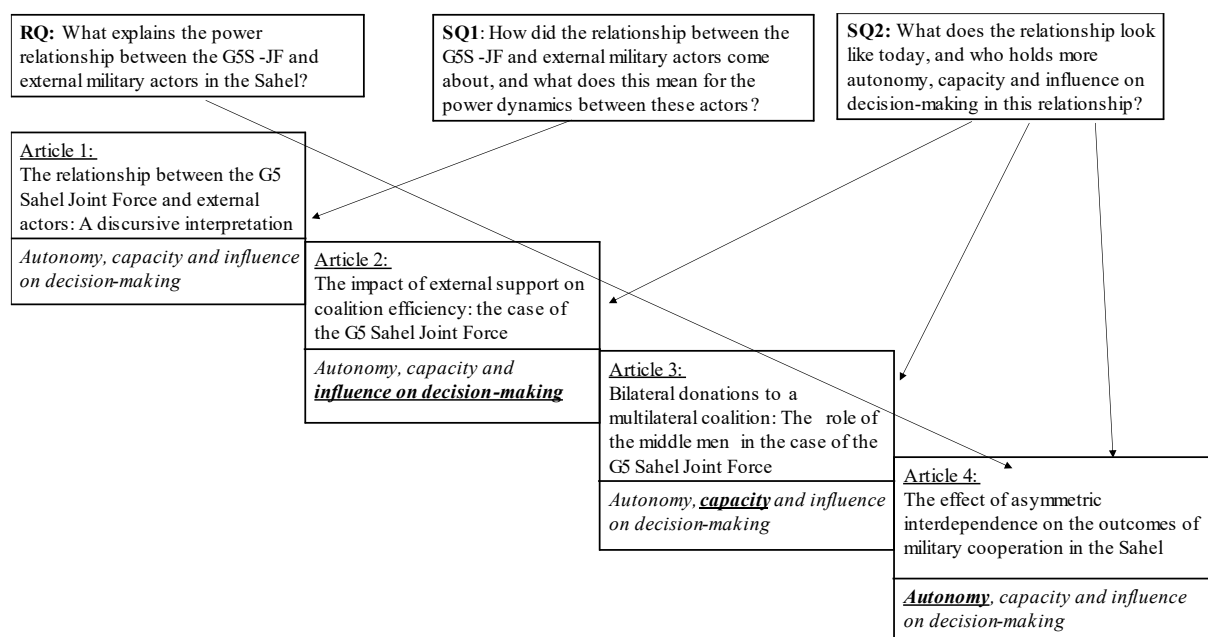 RQ: What explains the power
relationship between the G5S -JF and
external military actors in the Sahel?
SQ1: How did the relationship between the
G5S -JF and external military actors come
about, and what does this mean for the
power dynamics between these actors ?
SQ2: What does the relationship look
like today, and who holds more
autonomy, capacity and influence on
decision-making in this relationship?
Article 1:
The relationship between the G5
Sahel Joint Force and external
actors: A discursive interpretation
Autonomy, capacity and influence
on decision-making
Article 2:
The impact of external support on
coalition efficiency: the case of
the G5 Sahel Joint Force
Autonomy, capacity and
influence on decision-making
Article 3:
Bilateral donations to a
multilateral coalition: The role of
the middle men in the case of the
G5 Sahel Joint Force
Autonomy, capacity and influence
on decision-making
Article 4:
The effect of asymmetric
interdependence on the outcomes of
military cooperation in the Sahel
Autonomy, capacity and influence
on decision-making